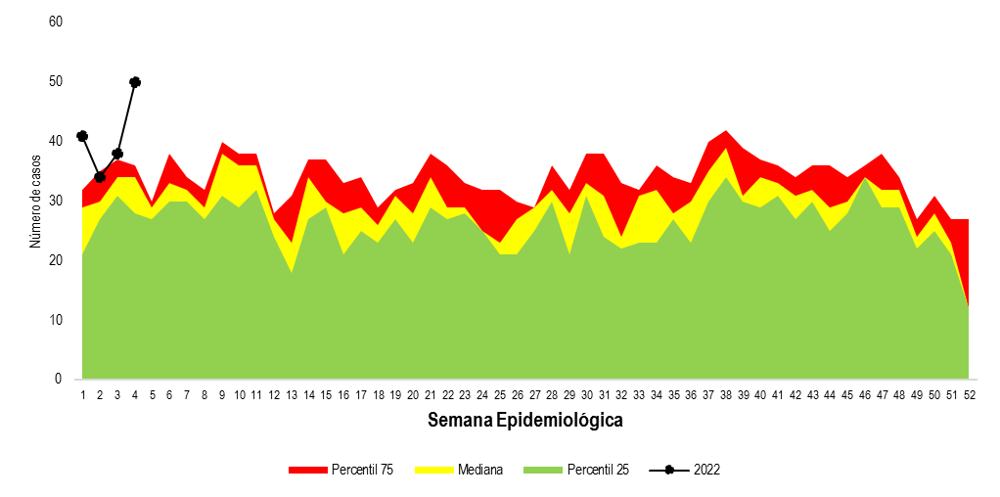 60
50
40
30
20
10
0
Número de casos
1 2 3 4 5 6 7 8 9 10 11 12 13 14 15 16 17 18 19 20 21 22 23 24 25 26 27 28 29 30 31 32 33 34 35 36 37 38 39 40 41 42 43 44 45 46 47 48 49 50 51 52
Semana Epidemiológica
Percentil 75 Mediana Percentil 25 2022